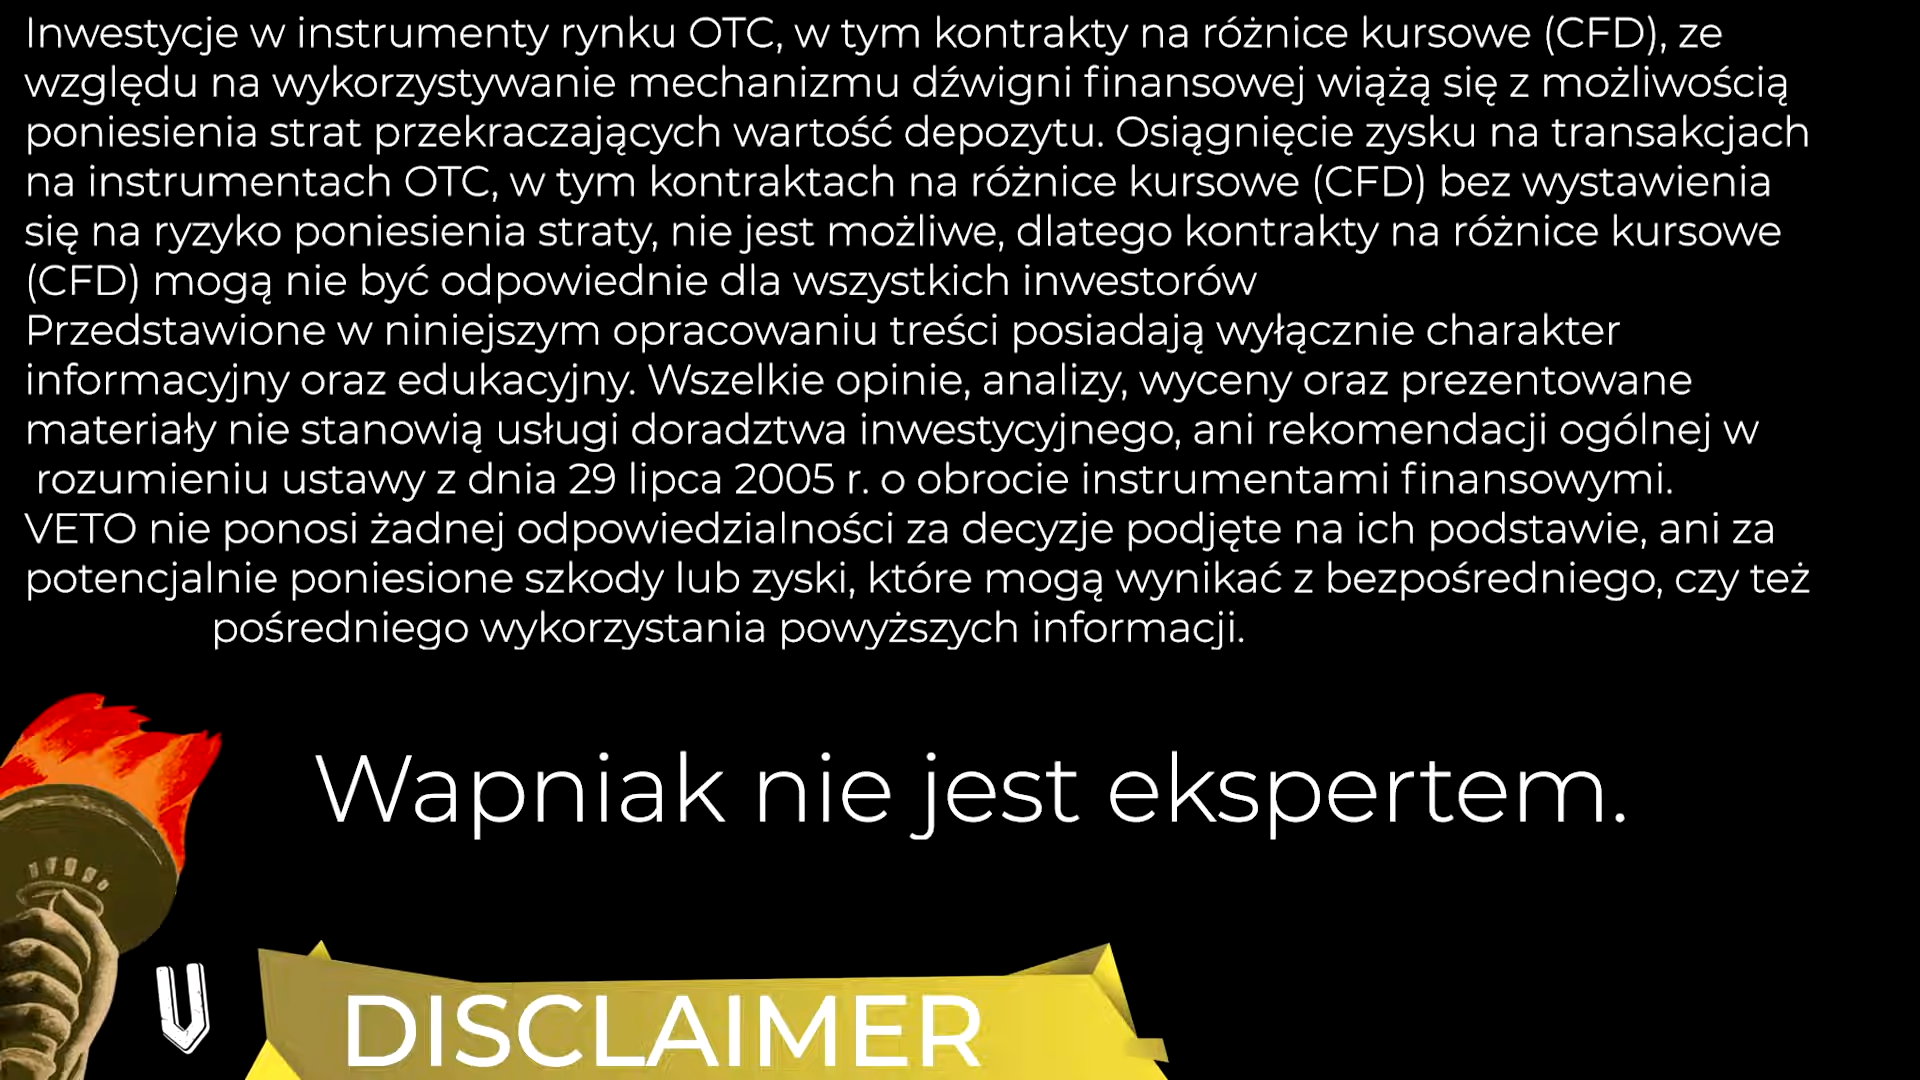 Inwestycje w instrumenty rynku OTC, w tym kontrakty na różnice kursowe (CFD), ze
względu na wykorzystywanie mechanizmu dźwigni finansowej wiążą się z możliwością
poniesienia strat przekraczających wartość depozytu. Osiągnięcie zysku na transakcjach
na instrumentach OTC, w tym kontraktach na różnice kursowe (CFD) bez wystawienia
się na ryzyko poniesienia straty, nie jest możliwe, dlatego kontrakty na różnice kursowe
(CFD) mogą nie być odpowiednie dla wszystkich inwestorów
Przedstawione w niniejszym opracowaniu treści posiadają wyłącznie charakter
informacyjny oraz edukacyjny. Wszelkie opinie, analizy, wyceny oraz prezentowane
materiały nie stanowią usługi doradztwa inwestycyjnego, ani rekomendacji ogólnej w
rozumieniu ustawy z dnia 29 lipca 2005 r. o obrocie instrumentami finansowymi.
VETO nie ponosi żadnej odpowiedzialności za decyzje podjęte na ich podstawie, ani za
potencjalnie poniesione szkody lub zyski, które mogą wynikać z bezpośredniego, czy też
pośredniego wykorzystania powyższych informacji.
Wapniak nie jest ekspertem.
V
DISCLAIMER